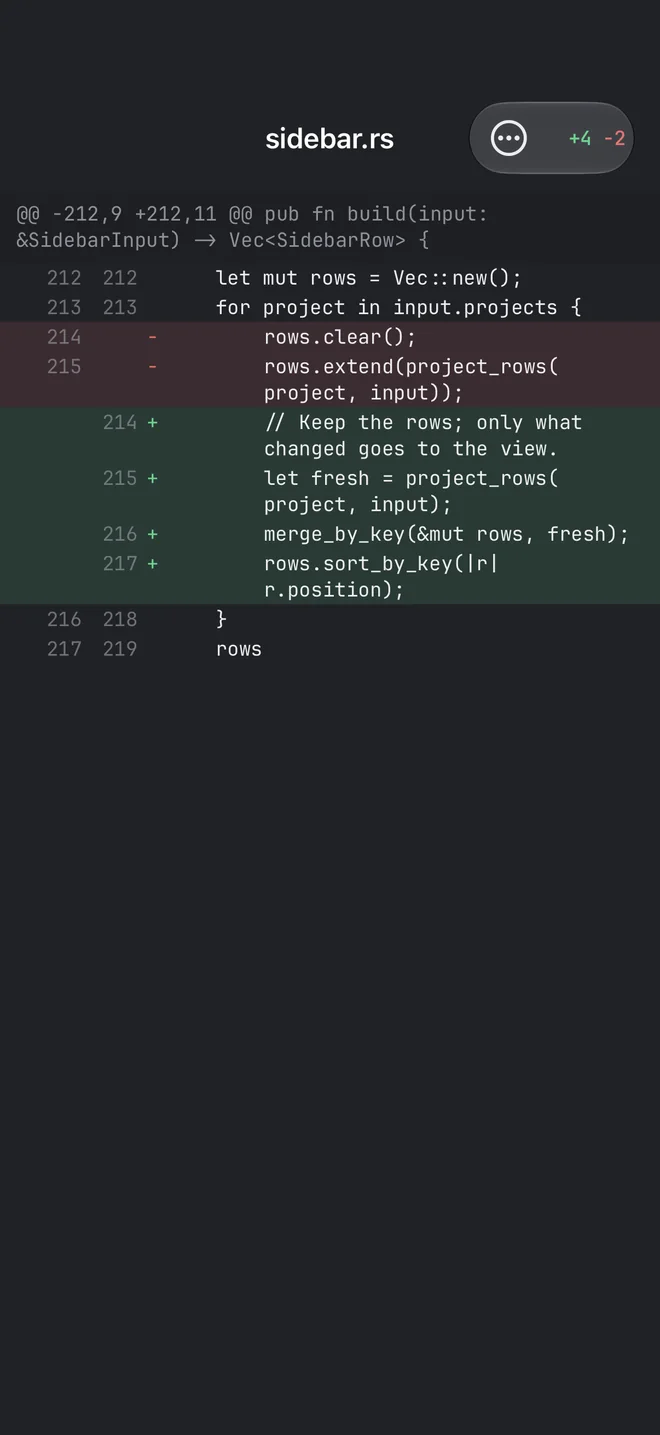 sidebar.rs
+4 -2
@@ -212,9 +212,11 @@ pub fn build(input:
&SidebarInput) -> Vec<SidebarRow> {
212 212 let mut rows = Vec::new();
213 213 for project in input.projects {
214 - rows.clear();
215 - rows.extend(project_rows(
project, input));
214 + // Keep the rows; only what
changed goes to the view.
215 + let fresh = project_rows(
project, input);
216 + merge_by_key(&mut rows, fresh);
217 + rows.sort_by_key(|r|
r.position);
216 218 }
217 219 rows